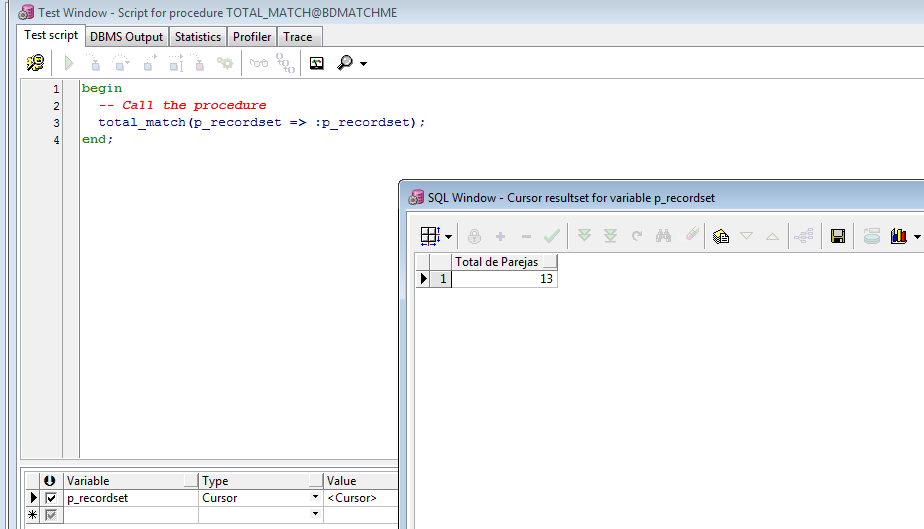 Test Window - Script for procedure TOTAL_MATCH@BDMATCHME
Test script DBMS Output Statistics Profiler Trace
1 begin
2 -- Call the procedure
3 total_match(p_recordset => :p_recordset);
4 end;
SQL Window - Cursor resultset for variable p_recordset
Total de Parejas
1 13
Variable Type Value
p_recordset Cursor <Cursor>